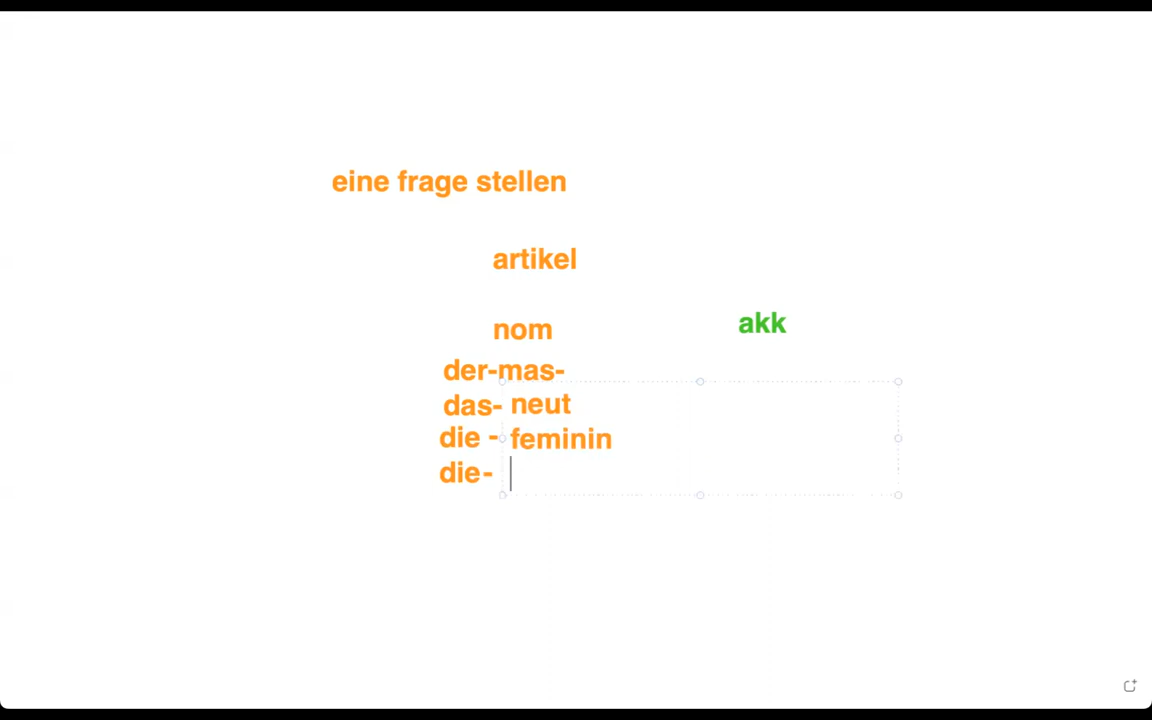 eine frage stellen
artikel
nom
akk
der-mas-
das- neut
die - feminin
die-